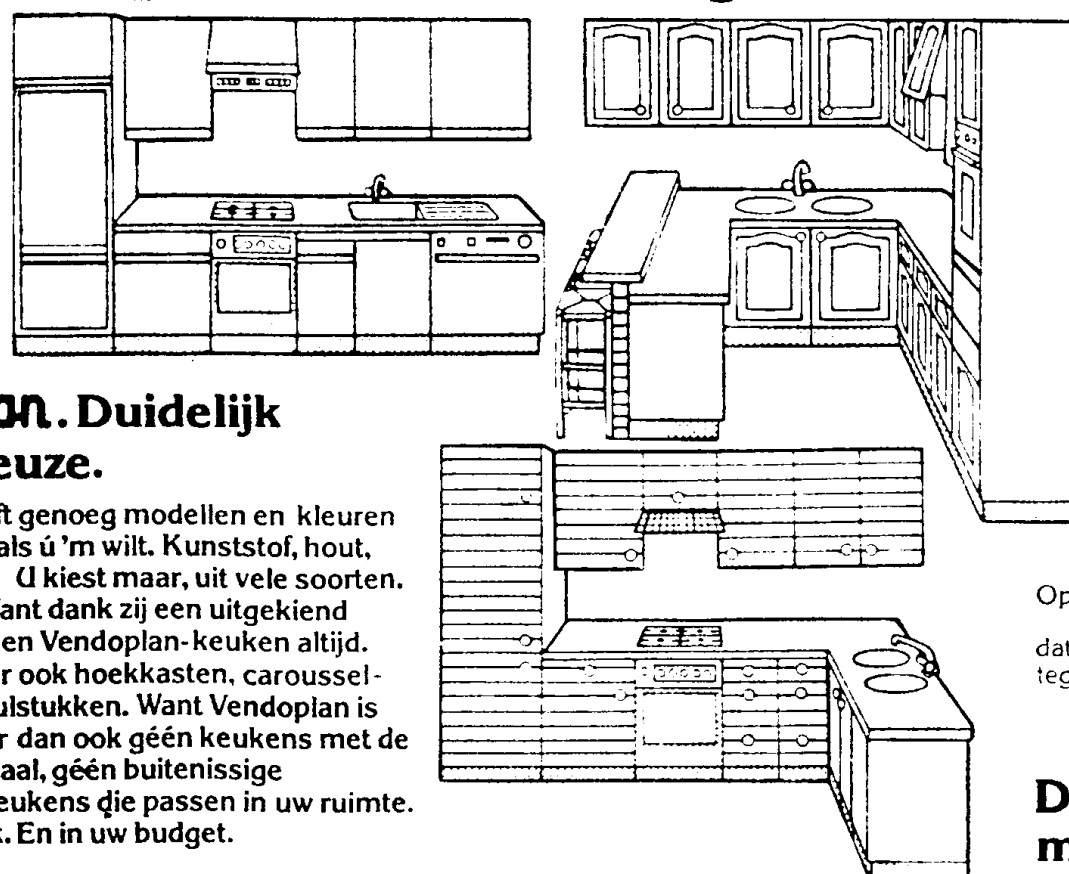 on. Duidelijk
euze.
ft genoeg modellen en kleuren
als ú 'm wilt. Kunststof, hout,
U kiest maar, uit vele soorten.
ant dank zij een uitgekiend
en Vendoplan-keuken altijd.
r ook hoekkasten, caroussel-
ulstukken. Want Vendoplan is
r dan ook géén keukens met de
aal, géén buitenissige
eukens die passen in uw ruimte.
k. En in uw budget.
Op
dat
teg
D
m